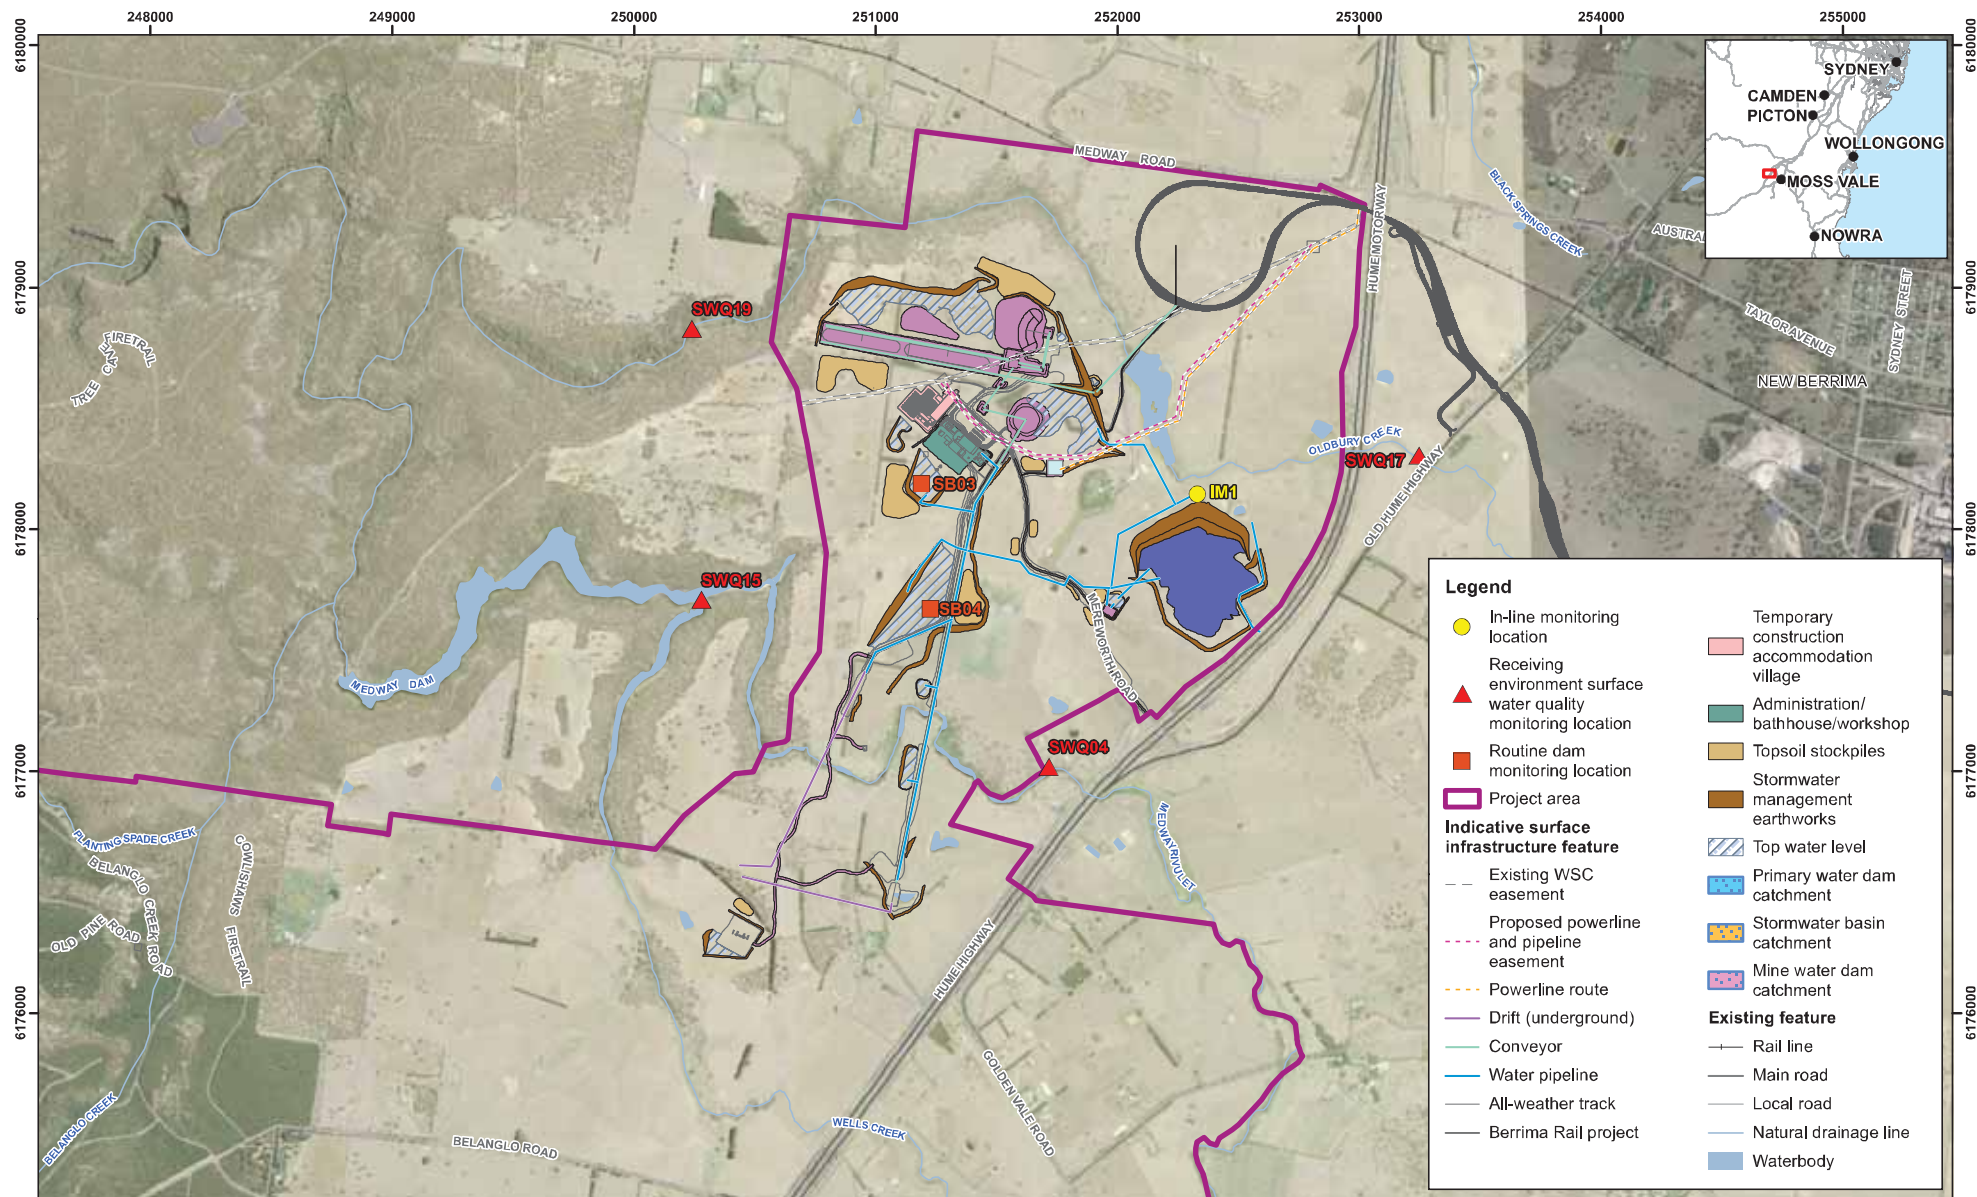 248000
249000
250000
251000
252000
253000
254000
255000
6180000
6179000
6178000
6177000
6176000
6180000
6179000
6178000
6177000
6176000
SYDNEY
CAMDEN
PICTON
WOLLONGONG
MOSS VALE
NOWRA
MEDWAY ROAD
HUME MOTORWAY
BLACK SPRINGS CREEK
TAYLOR AVENUE
SYDNEY STREET
NEW BERRIMA
SWQ19
FIRETRAIL
TREE
OLDBURY CREEK
SWQ17
OLD HUME HIGHWAY
SB03
IM1
SWQ15
SB04
MEREWORTH ROAD
MEDWAY DAM
SWQ04
MEDWAY RIVULET
PLANTING SPADE CREEK
BELANGLO CREEK ROAD
OLD PINE ROAD
COWLISHAWS FIRETRAIL
HUME HIGHWAY
GOLDEN VALE ROAD
BELANGLO CREEK
BELANGLO ROAD
WELLS CREEK
Legend
In-line monitoring
location
Receiving
environment surface
water quality
monitoring location
Routine dam
monitoring location
Project area
Indicative surface
infrastructure feature
Existing WSC
easement
Proposed powerline
and pipeline
easement
Powerline route
Drift (underground)
Conveyor
Water pipeline
All-weather track
Berrima Rail project
Temporary
construction
accommodation
village
Administration/
bathhouse/workshop
Topsoil stockpiles
Stormwater
management
earthworks
Top water level
Primary water dam
catchment
Stormwater basin
catchment
Mine water dam
catchment
Existing feature
Rail line
Main road
Local road
Natural drainage line
Waterbody